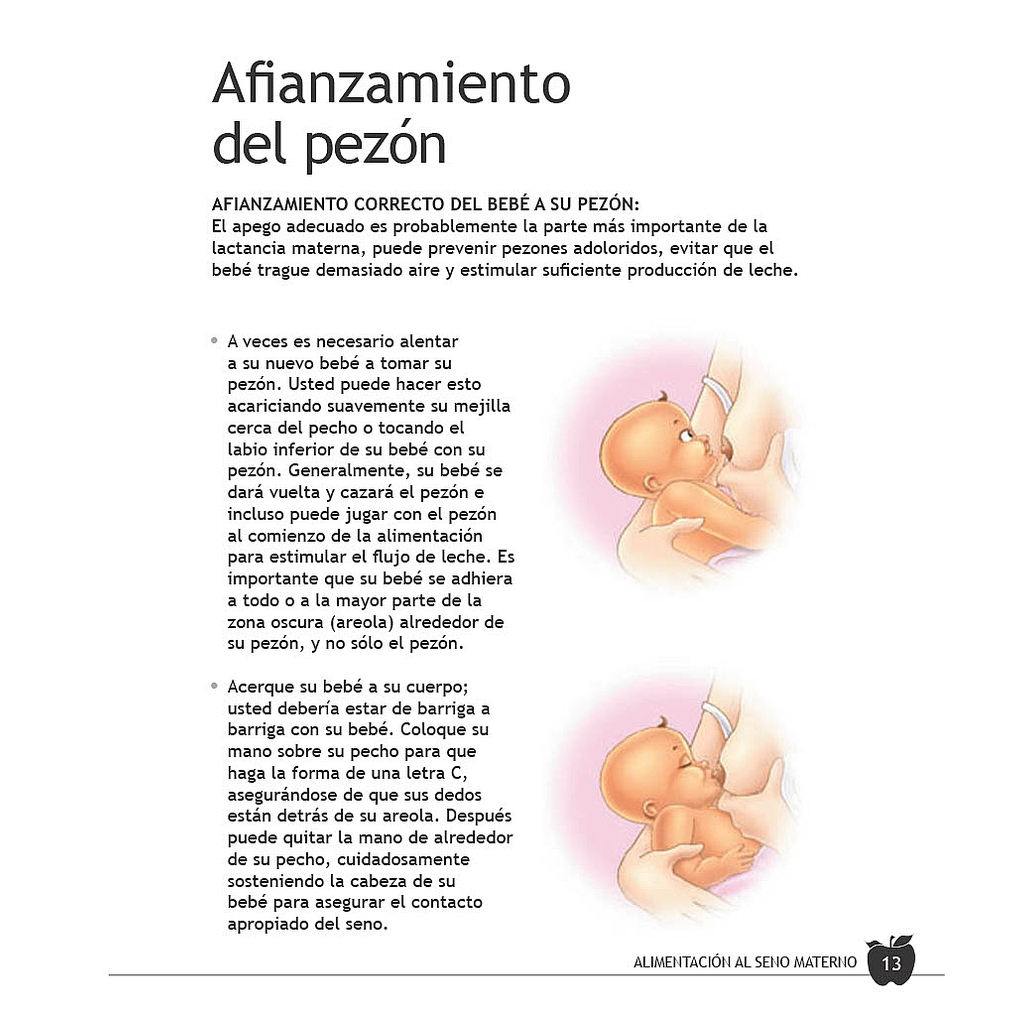 Afianzamiento
del pezón
AFIANZAMIENTO CORRECTO DEL BEBÉ A SU PEZÓN:
El apego adecuado es probablemente la parte más importante de la
lactancia materna, puede prevenir pezones adoloridos, evitar que el
bebé trague demasiado aire y estimular suficiente producción de leche.
• A veces es necesario alentar
a su nuevo bebé a tomar su
pezón. Usted puede hacer esto
acariciando suavemente su mejilla
cerca del pecho o tocando el
labio inferior de su bebé con su
pezón. Generalmente, su bebé se
dará vuelta y cazará el pezón e
incluso puede jugar con el pezón
al comienzo de la alimentación
para estimular el flujo de leche. Es
importante que su bebé se adhiera
a todo o a la mayor parte de la
zona oscura (areola) alrededor de
su pezón, y no sólo el pezón.
• Acerque su bebé a su cuerpo;
usted debería estar de barriga a
barriga con su bebé. Coloque su
mano sobre su pecho para que
haga la forma de una letra C,
asegurándose de que sus dedos
están detrás de su areola. Después
puede quitar la mano de alrededor
de su pecho, cuidadosamente
sosteniendo la cabeza de su
bebé para asegurar el contacto
apropiado del seno.
ALIMENTACIÓN AL SENO MATERNO 13